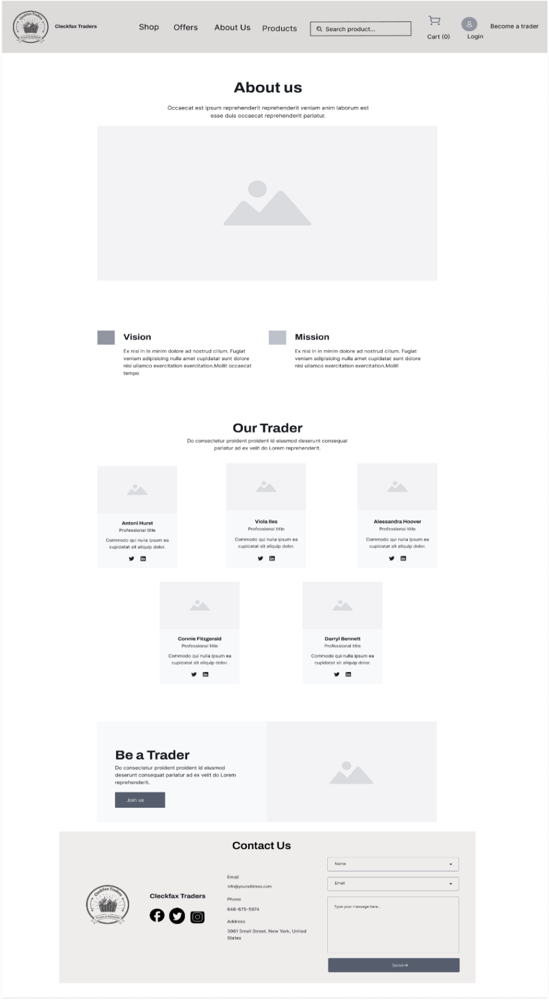 Cleckfax Traders
Fresh & Reliable
Cleckfax Traders
Shop
Offers
About Us
Products
Search product...
Cart (0)
Login
Become a trader
About us
Occaecat est ipsum reprehenderit reprehenderit veniam anim laborum est
esse duis occaecat reprehenderit pariatur.
Vision
Ex nisi in in minim dolore ad nostrud cillum. Fugiat
veniam adipisicing nulla amet cupidatat sunt dolore
nisi ullamco exercitation exercitation.Mollit occaecat
tempo
Mission
Ex nisi in in minim dolore ad nostrud cillum. Fugiat
veniam adipisicing nulla amet cupidatat sunt dolore
nisi ullamco exercitation exercitation.Mollit
Our Trader
Do consectetur proident proident id eiusmod deserunt consequat
pariatur ad ex velit do Lorem reprehenderit.
Antoni Hurst
Professional title
Commodo qui nulla ipsum ea
cupidatat sit aliquip dolor.
Viola Iles
Professional title
Commodo qui nulla ipsum ea
cupidatat sit aliquip dolor.
Alessandra Hoover
Professional title
Commodo qui nulla ipsum ea
cupidatat sit aliquip dolor.
Connie Fitzgerald
Professional title
Commodo qui nulla ipsum ea
cupidatat sit aliquip dolor.
Darryl Bennett
Professional title
Commodo qui nulla ipsum ea
cupidatat sit aliquip dolor.
Be a Trader
Do consectetur proident proident id eiusmod
deserunt consequat pariatur ad ex velit do Lorem
reprehenderit.
Join us
Contact Us
Cleckfax Traders
Fresh & Reliable
Cleckfax Traders
Email
info@youraddress.com
Phone
646-675-5974
Address
3961 Small Street, New York, United
States
Name
Email
Type your message here..
Send→